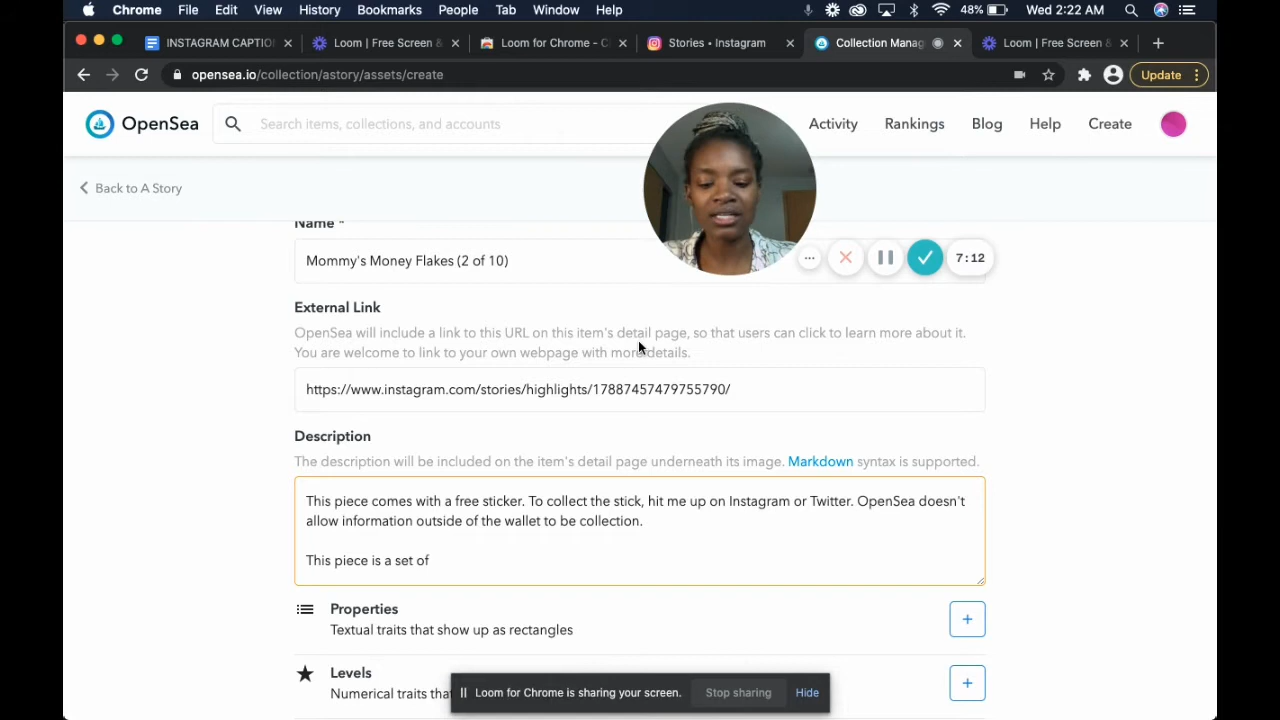 Chrome File Edit View History Bookmarks People Tab Window Help 48% Wed 2:22 AM
INSTAGRAM CAPTIO Loom | Free Screen & Loom for Chrome - C Stories • Instagram Collection Mana Loom | Free Screen &
opensea.io/collection/astory/assets/create Update
OpenSea Search items, collections, and accounts Activity Rankings Blog Help Create
Back to A Story
Name *
Mommy's Money Flakes (2 of 10)
7:12
External Link
OpenSea will include a link to this URL on this item's detail page, so that users can click to learn more about it.
You are welcome to link to your own webpage with more details.
https://www.instagram.com/stories/highlights/17887457479755790/
Description
The description will be included on the item's detail page underneath its image. Markdown syntax is supported.
This piece comes with a free sticker. To collect the stick, hit me up on Instagram or Twitter. OpenSea doesn't
allow information outside of the wallet to be collection.
This piece is a set of
Properties
Textual traits that show up as rectangles
Levels
Numerical traits that
Loom for Chrome is sharing your screen. Stop sharing Hide